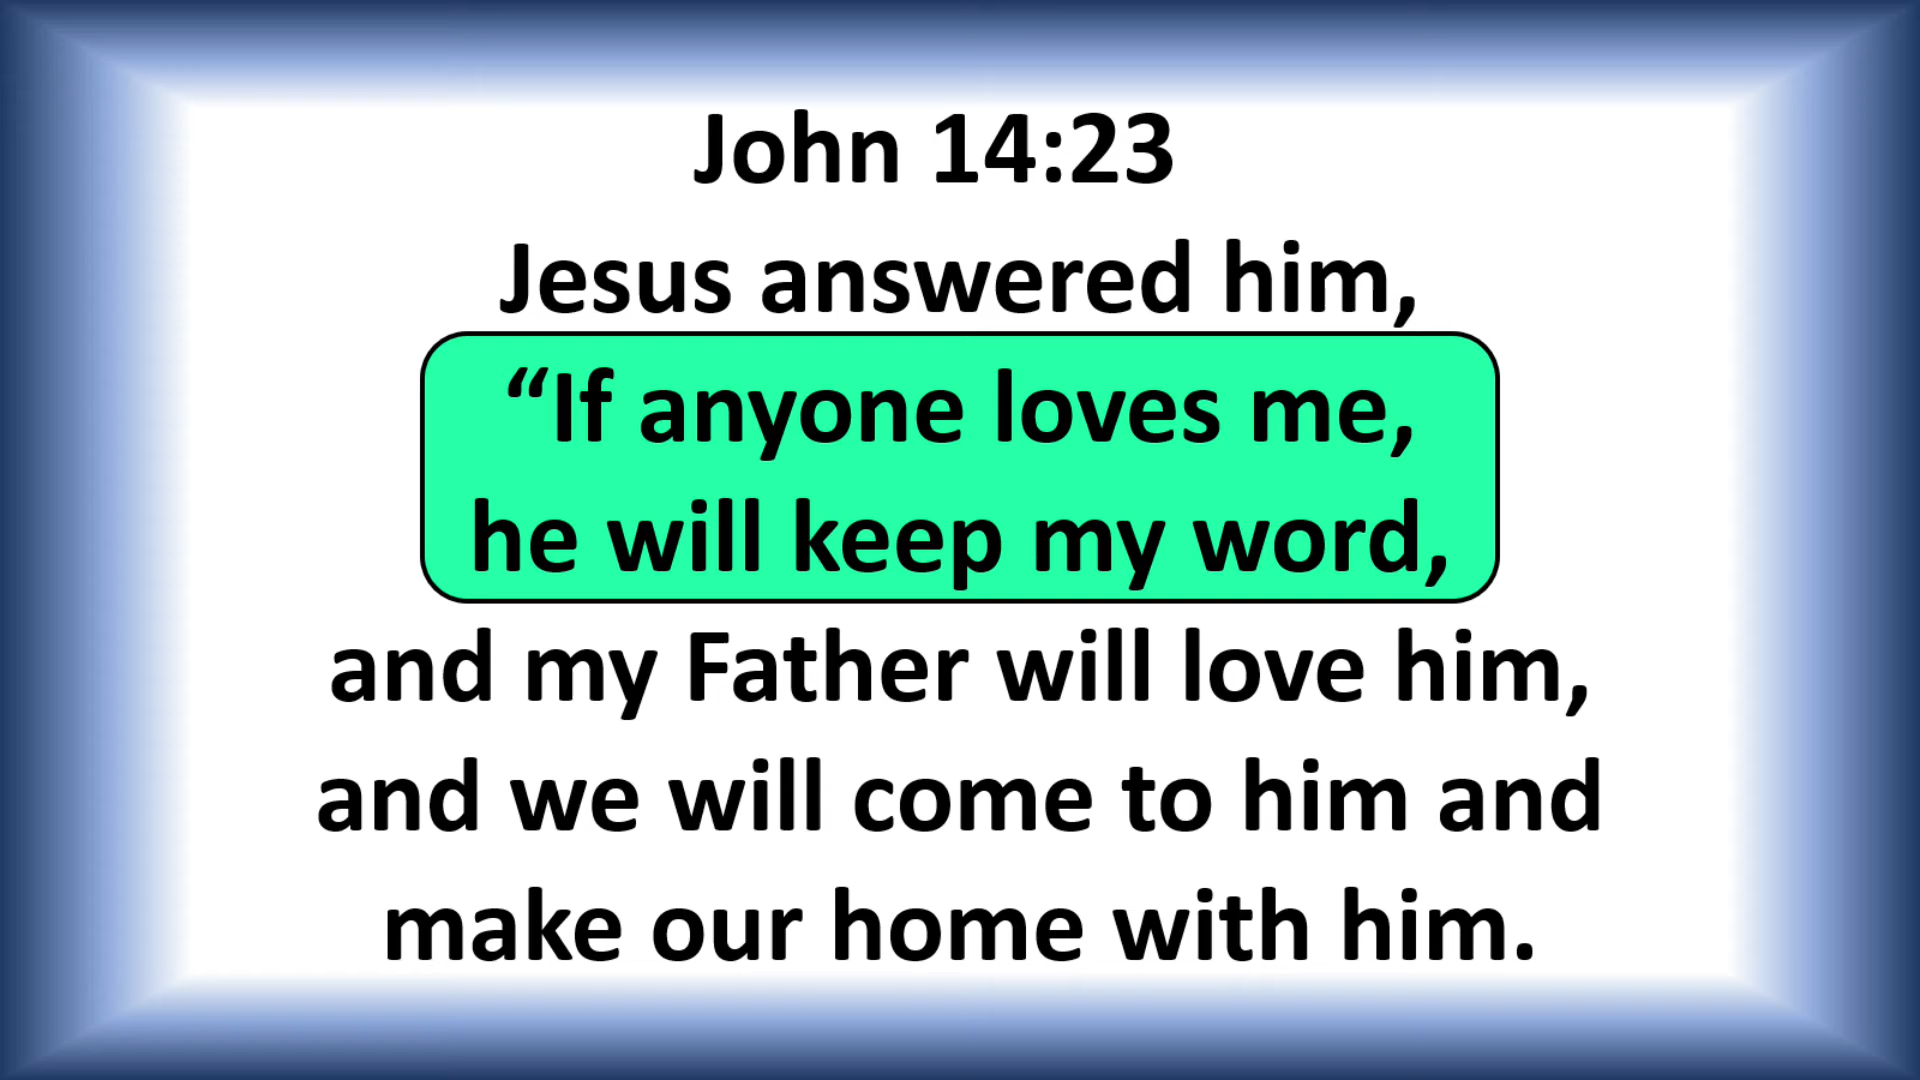 John 14:23
Jesus answered him,
“If anyone loves me,
he will keep my word,
and my Father will love him,
and we will come to him and
make our home with him.